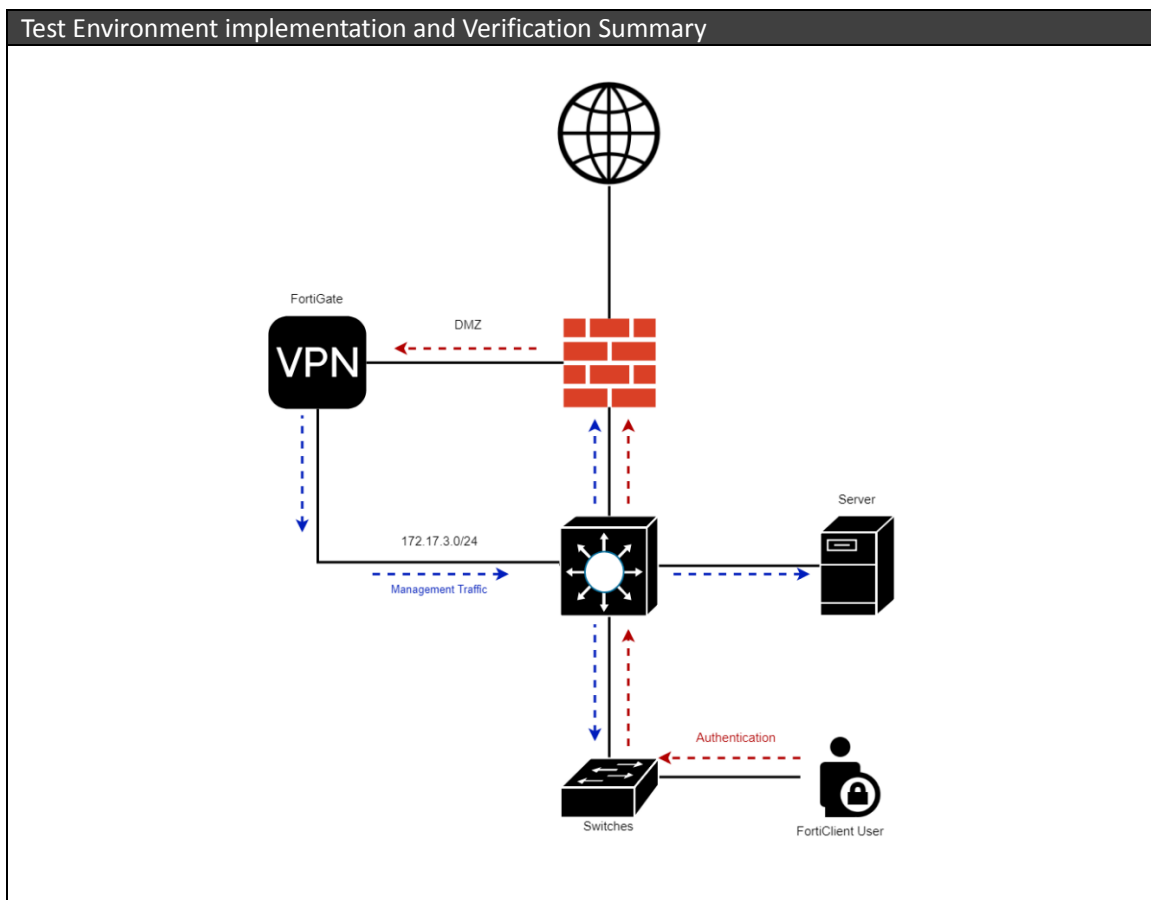 Test Environment implementation and Verification Summary
FortiGate
VPN
DMZ
Server
172.17.3.0/24
Management Traffic
Authentication
Switches
FortiClient User